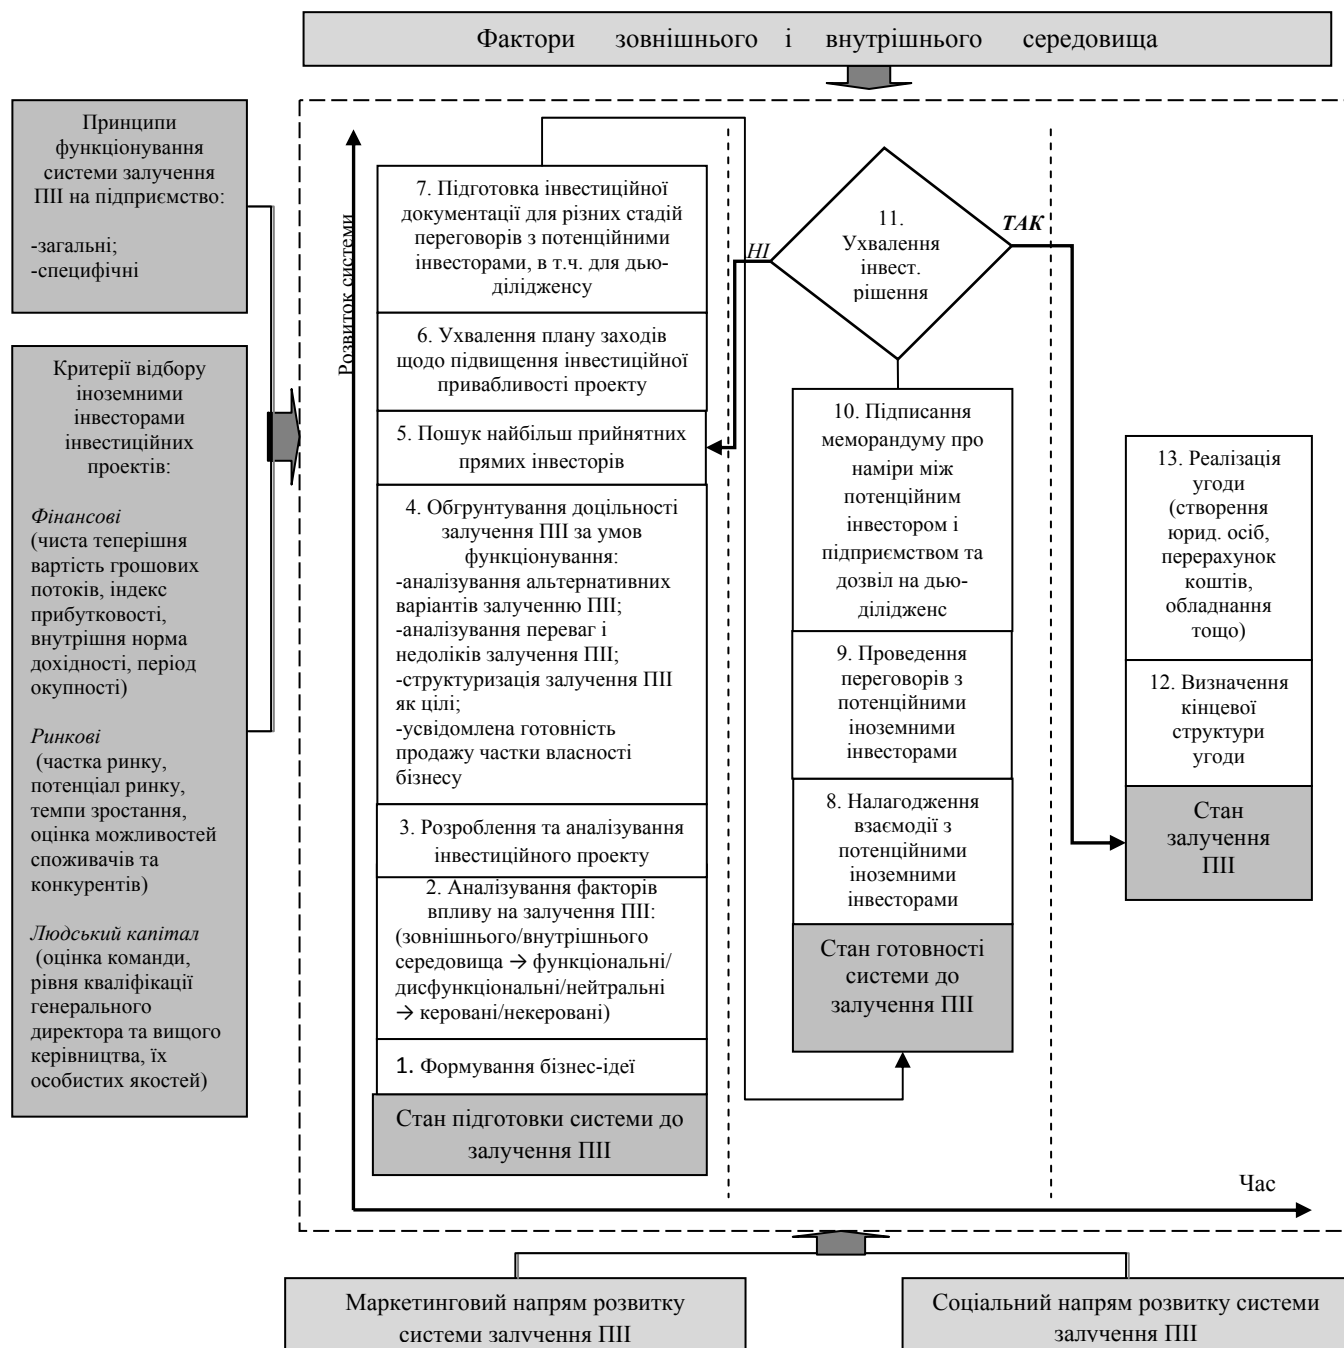 Фактори зовнішнього і внутрішнього середовища
Принципи
функціонування
системи залучення
ПІІ на підприємство:
-загальні;
-специфічні
Критерії відбору
іноземними
інвесторами
інвестиційних
проектів:
Фінансові
(чиста теперішня
вартість грошових
потоків, індекс
прибутковості,
внутрішня норма
дохідності, період
окупності)
Ринкові
(частка ринку,
потенціал ринку,
темпи зростання,
оцінка можливостей
споживачів та
конкурентів)
Людський капітал
(оцінка команди,
рівня кваліфікації
генерального
директора та вищого
керівництва, їх
особистих якостей)
Розвиток системи
7. Підготовка інвестиційної
документації для різних стадій
переговорів з потенційними
інвесторами, в т.ч. для дью-
ділідженсу
6. Ухвалення плану заходів
щодо підвищення інвестиційної
привабливості проекту
5. Пошук найбільш прийнятних
прямих інвесторів
4. Обгрунтування доцільності
залучення ПІІ за умов
функціонування:
-аналізування альтернативних
варіантів залученню ПІІ;
-аналізування переваг і
недоліків залучення ПІІ;
-структуризація залучення ПІІ
як цілі;
-усвідомлена готовність
продажу частки власності
бізнесу
3. Розроблення та аналізування
інвестиційного проекту
2. Аналізування факторів
впливу на залучення ПІІ:
(зовнішнього/внутрішнього
середовища → функціональні/
дисфункціональні/нейтральні
→ керовані/некеровані)
1. Формування бізнес-ідеї
Стан підготовки системи до
залучення ПІІ
НІ
11.
Ухвалення
інвест.
рішення
ТАК
10. Підписання
меморандуму про
наміри між
потенційним
інвестором і
підприємством та
дозвіл на дью-
ділідженс
9. Проведення
переговорів з
потенційними
іноземними
інвесторами
8. Налагодження
взаємодії з
потенційними
іноземними
інвесторами
Стан готовності
системи до
залучення ПІІ
13. Реалізація
угоди
(створення
юрид. осіб,
перерахунок
коштів,
обладнання
тощо)
12. Визначення
кінцевої
структури
угоди
Стан
залучення
ПІІ
Час
Маркетинговий напрям розвитку
системи залучення ПІІ
Соціальний напрям розвитку системи
залучення ПІІ